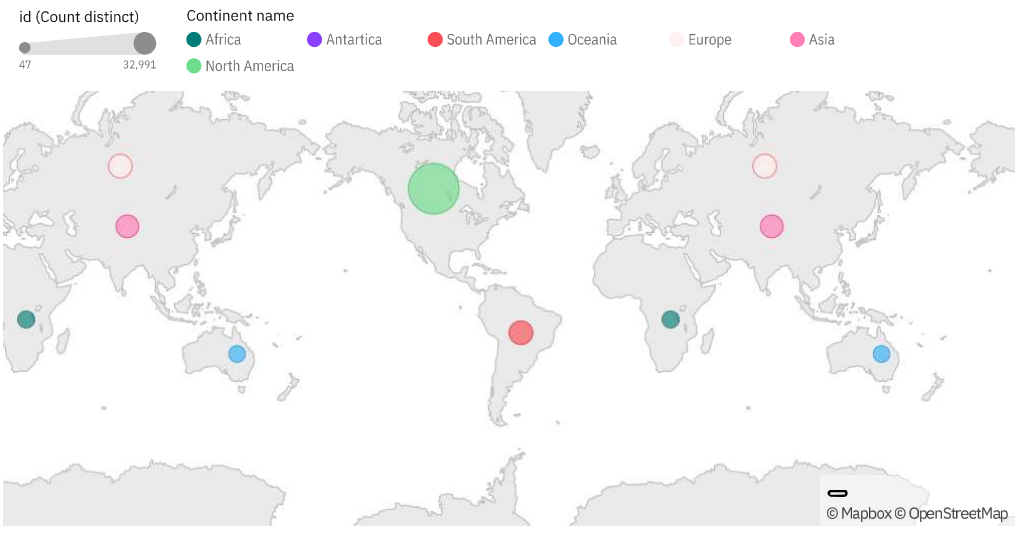 id (Count distinct)
47 32,991
Continent name
Africa Antartica South America Oceania Europe Asia
North America
© Mapbox © OpenStreetMap